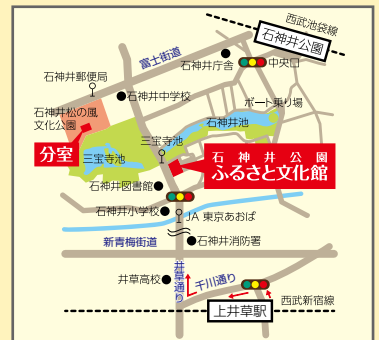 西武池袋線
石神井公園
富士街道
石神井庁舎
中央口
石神井郵便局
石神井中学校
ボート乗り場
石神井松の風
文化公園
石神井池
三宝寺池
分室
三宝寺池
石神井公園
ふるさと文化館
石神井図書館
石神井小学校
JA 東京あおば
新青梅街道
石神井消防署
井草高校
井草通り
千川通り
西武新宿線
上井草駅